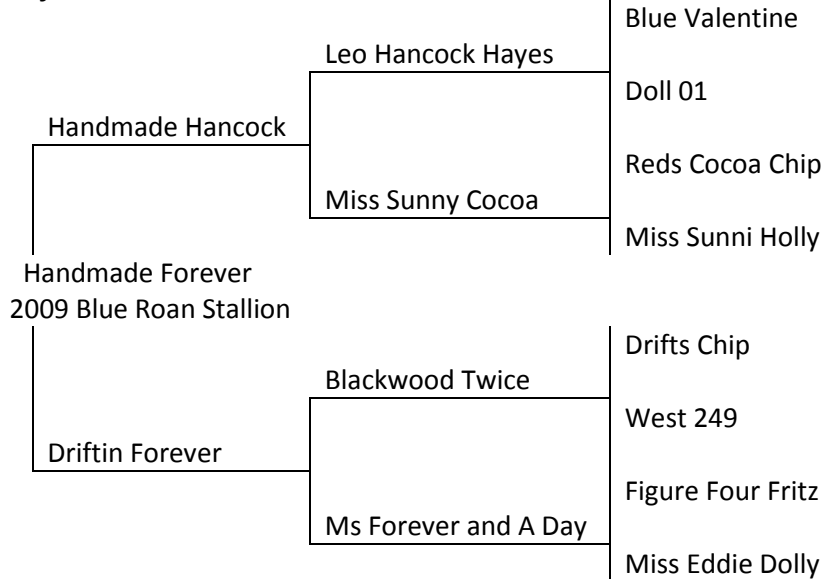 Blue Valentine
Leo Hancock Hayes
Doll 01
Handmade Hancock
Reds Cocoa Chip
Miss Sunny Cocoa
Miss Sunni Holly
Handmade Forever
2009 Blue Roan Stallion
Drifts Chip
Blackwood Twice
West 249
Driftin Forever
Figure Four Fritz
Ms Forever and A Day
Miss Eddie Dolly